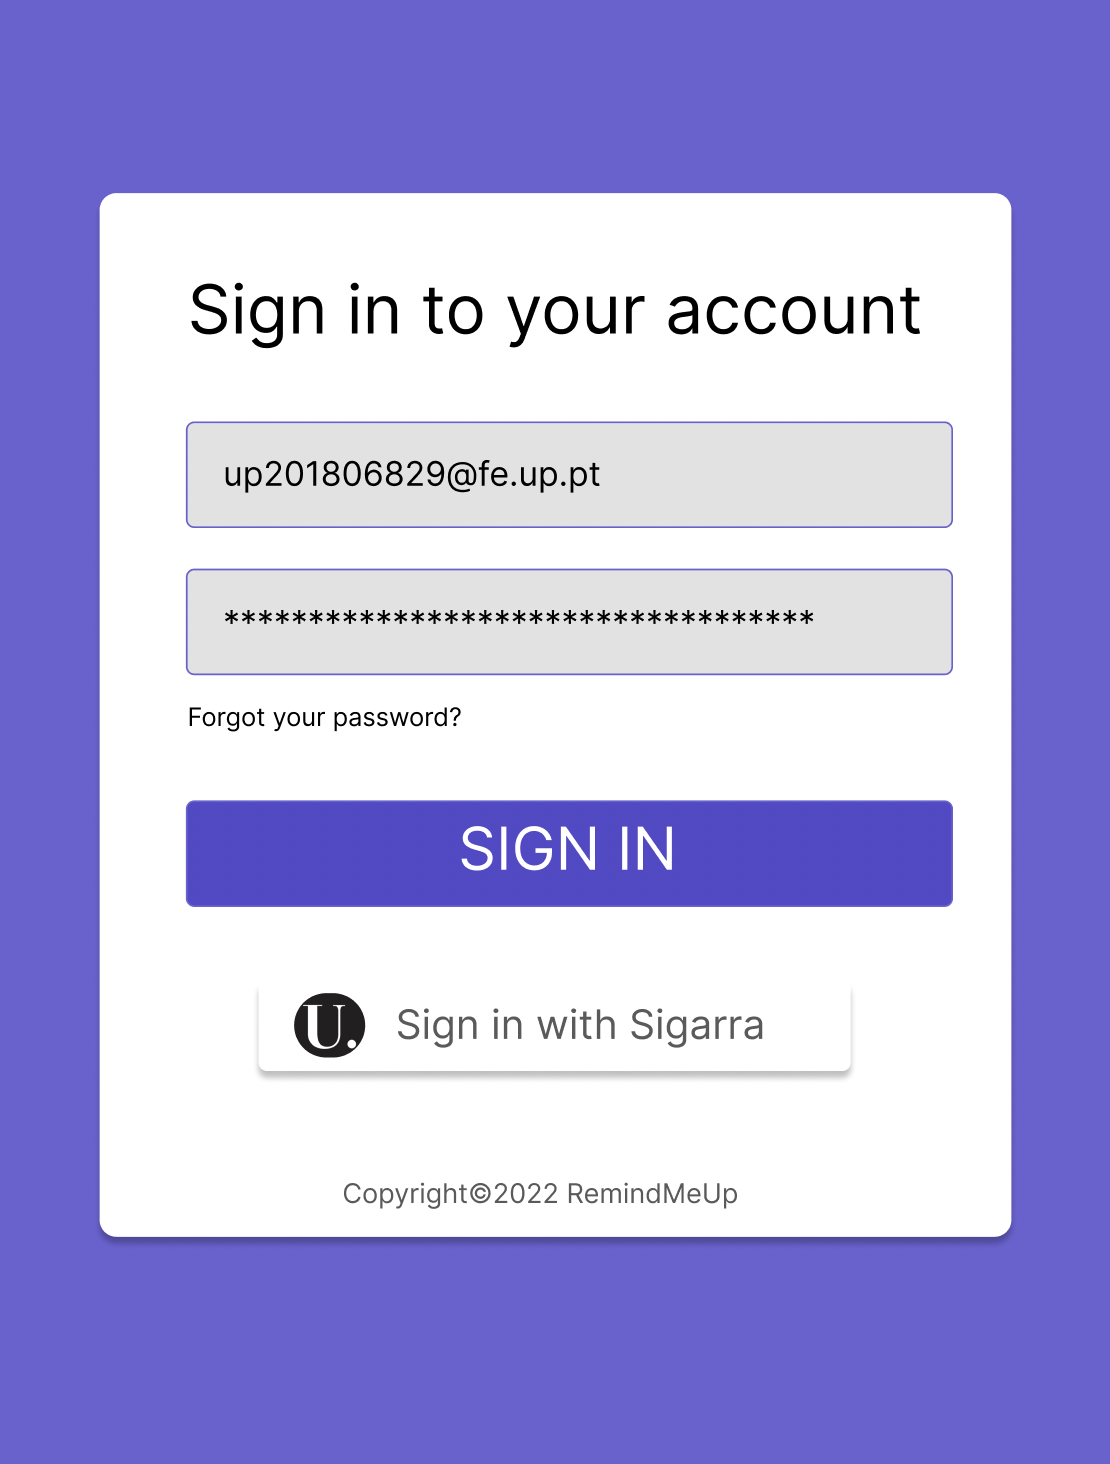 Sign in to your account
up201806829@fe.up.pt
***********************************
Forgot your password?
SIGN IN
U. Sign in with Sigarra
Copyright©2022 RemindMeUp